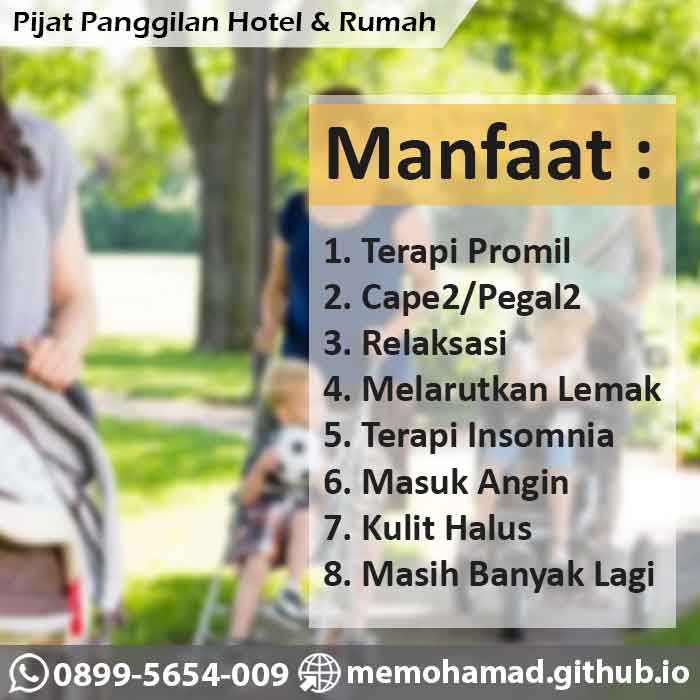 Pijat Panggilan Hotel & Rumah
Manfaat :
1. Terapi Promil
2. Cape2/Pegal2
3. Relaksasi
4. Melarutkan Lemak
5. Terapi Insomnia
6. Masuk Angin
7. Kulit Halus
8. Masih Banyak Lagi
0899-5654-009 memohamad.github.io